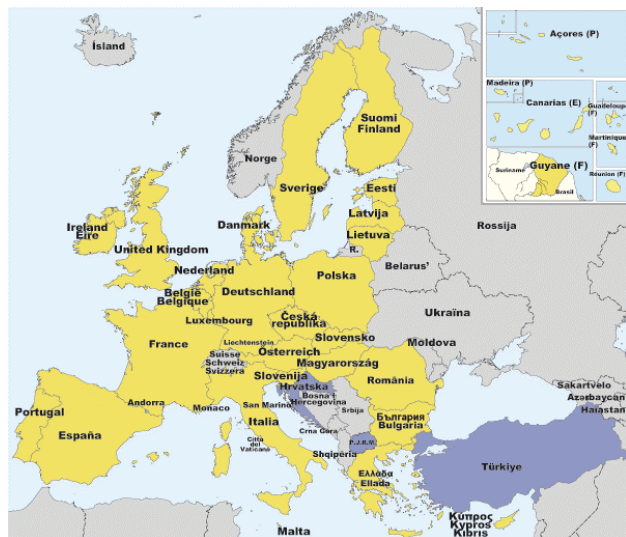 Ísland
Açores (P)
Madeira (P)
Canarias (E)
Guadeloupe
(F)
Martinique
(F)
Guyane (F)
Suriname
Brasil
Réunion (F)
Suomi
Finland
Norge
Sverige
Eesti
Latvija
Lietuva
R.
Rossija
Danmark
Ireland
Eire
United Kingdom
Nederland
Belarus'
Polska
België
Belgique
Deutschland
Luxembourg
Česká
republika
Ukraïna
Slovensko
Moldova
Liechtenstein
Österreich
France
Suisse
Schweiz
Svizzera
Magyarország
Slovenija
România
Hrvatska
Bosna i
Hercegovina
Sakartvelo
Azərbaycan
Haiastan
Andorra
Monaco
San Marino
Srbija
Portugal
España
Italia
България
Bulgaria
Città
del
Vaticano
Crna Gora
P.J.R.M.
Shqipëria
Türkiye
Ελλάδα
Ellada
Κύπρος
Kypros
Kıbrıs
Malta